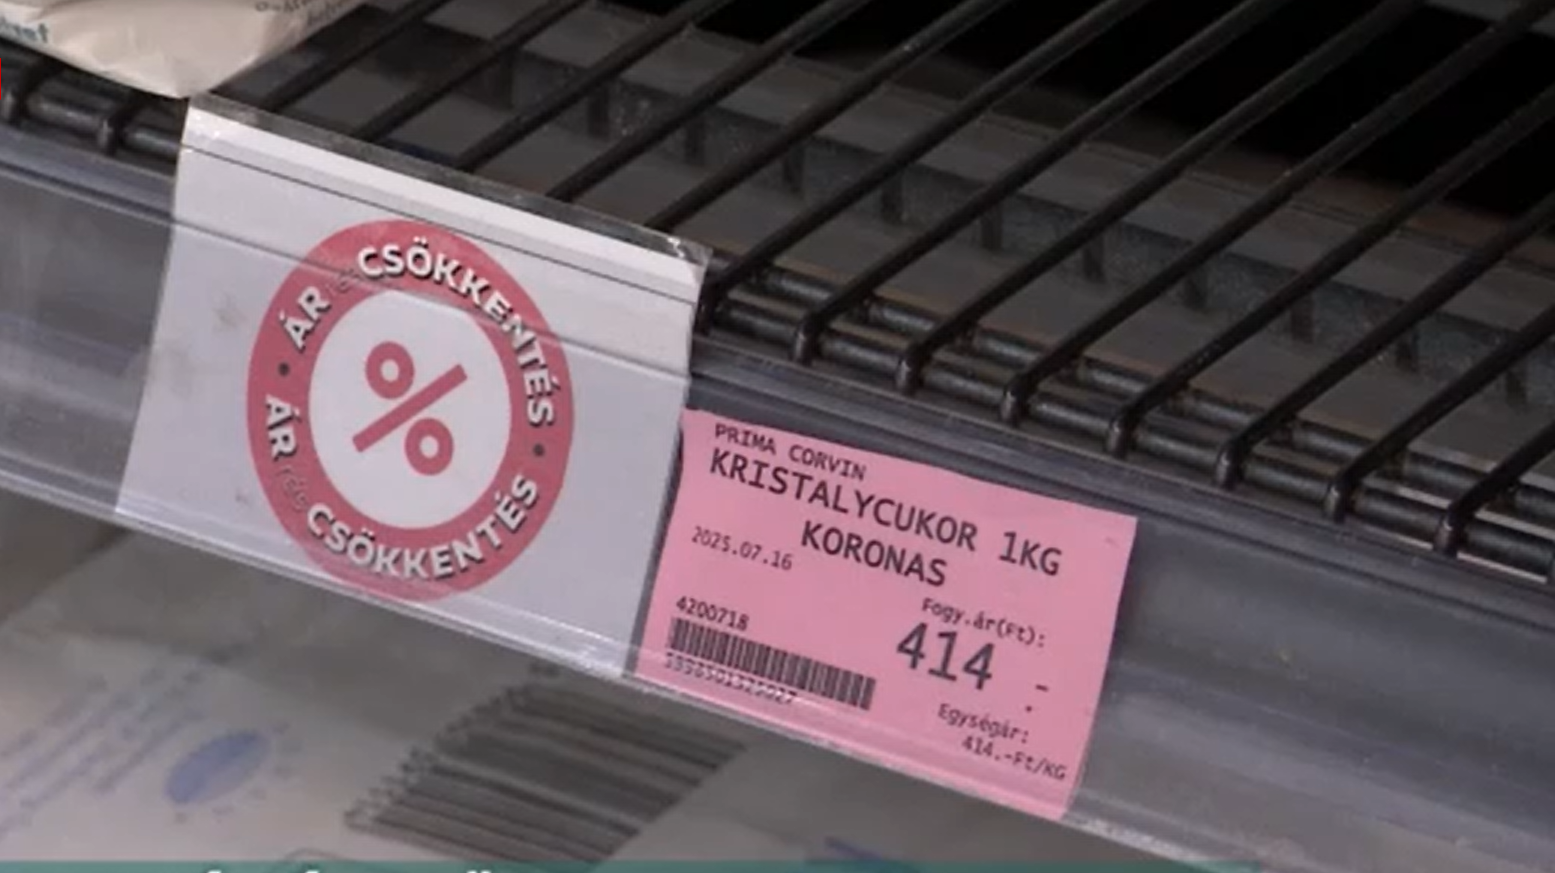 ÁR CSÖKKENTÉS
ÁR CSÖKKENTÉS
%
PRIMA CORVIN
KRISTALYCUKOR 1KG
KORONAS
2025.07.16
Fogy.ár(Ft):
4200718
414 .-
Egységár:
414.-Ft/KG